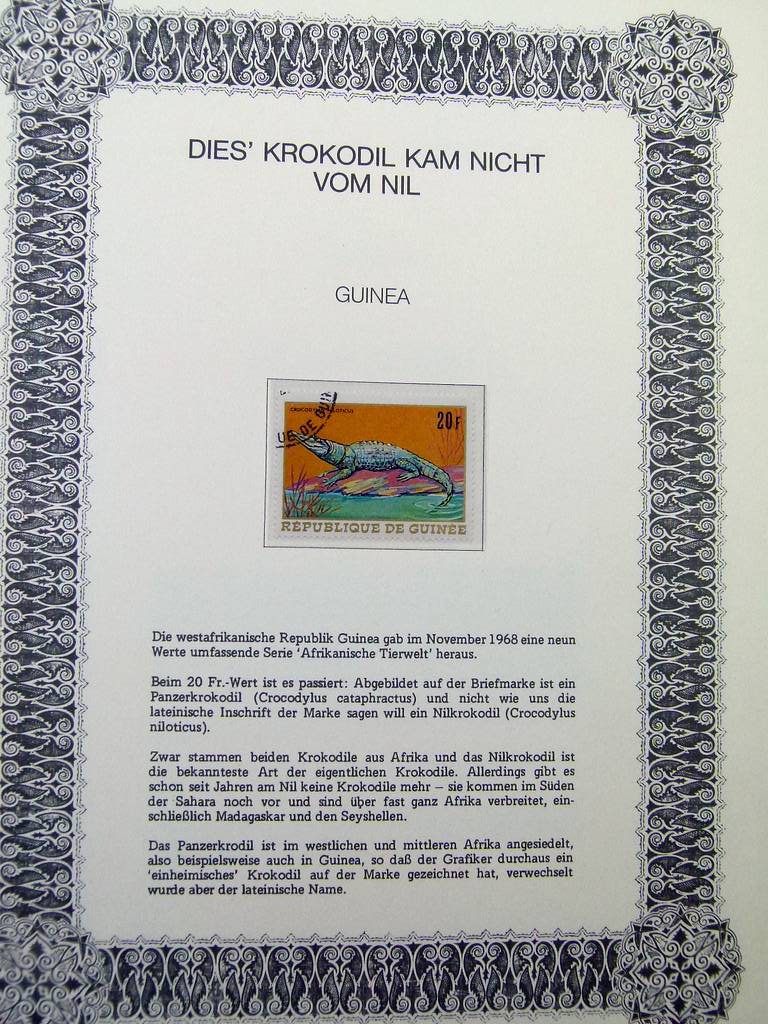 DIES' KROKODIL KAM NICHT
VOM NIL
GUINEA
20F
UE DE GUI
RÉPUBLIQUE DE GUINÉE
Die westafrikanische Republik Guinea gab im November 1968 eine neun
Werte umfassende Serie 'Afrikanische Tierwelt' heraus.
Beim 20 Fr.-Wert ist es passiert: Abgebildet auf der Briefmarke ist ein
Panzerkrokodil (Crocodylus cataphractus) und nicht wie uns die
lateinische Inschrift der Marke sagen will ein Nilkrokodil (Crocodylus
niloticus).
Zwar stammen beiden Krokodile aus Afrika und das Nilkrokodil ist
die bekannteste Art der eigentlichen Krokodile. Allerdings gibt es
schon seit Jahren am Nil keine Krokodile mehr – sie kommen im Süden
der Sahara noch vor und sind über fast ganz Afrika verbreitet, ein-
schließlich Madagaskar und den Seyshellen.
Das Panzerkrodil ist im westlichen und mittleren Afrika angesiedelt,
also beispielsweise auch in Guinea, so daß der Grafiker durchaus ein
'einheimisches' Krokodil auf der Marke gezeichnet hat, verwechselt
wurde aber der lateinische Name.